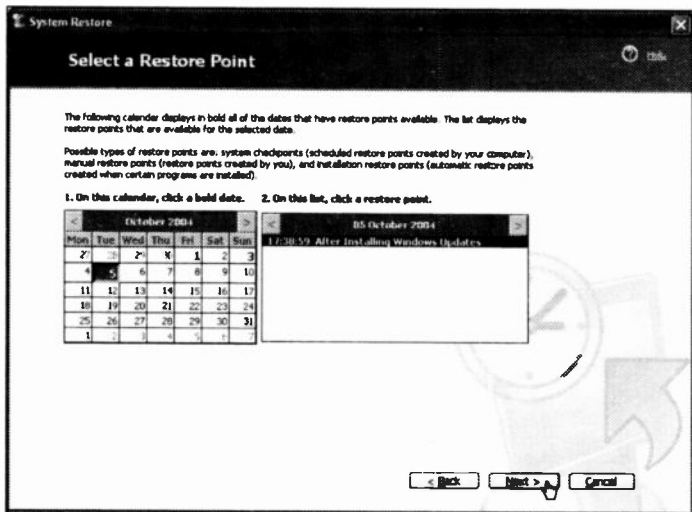 System Restore
Select a Restore Point
Help
The following calendar displays in bold all of the dates that have restore points available. The list displays the
restore points that are available for the selected date.
Possible types of restore points are: system checkpoints (scheduled restore points created by your computer),
manual restore points (restore points created by you), and installation restore points (automatic restore points
created when certain programs are installed).
1. On this calendar, click a bold date. 2. On this list, click a restore point.
< October 2004 > < 05 October 2004 >
Mon Tue Wed Thu Fri Sat Sun 17:38:59 After Installing Windows Updates
1 2 3
4 5 6 7 8 9 10
11 12 13 14 15 16 17
18 19 20 21 22 23 24
25 26 27 28 29 30 31
1 2 3 4 5 6 7
< Back Next > Cancel